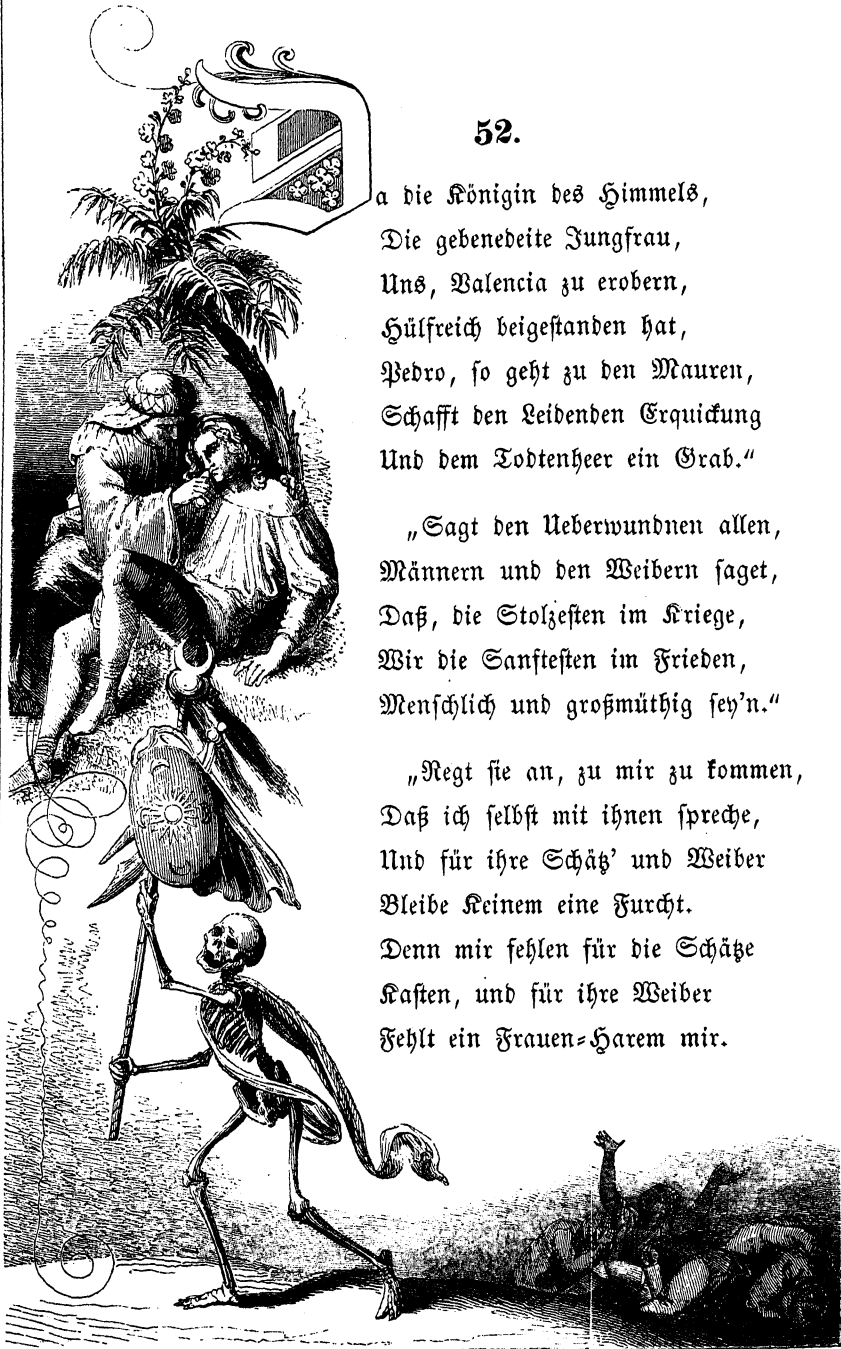 52.
Da die Königin des Himmels,
Die gebenedeite Jungfrau,
Uns, Valencia zu erobern,
Hülfreich beigestanden hat,
Pedro, so geht zu den Mauren,
Schafft den Leidenden Erquickung
Und dem Todtenheer ein Grab.“
„Sagt den Ueberwundnen allen,
Männern und den Weibern saget,
Daß, die Stolzesten im Kriege,
Wir die Sanftesten im Frieden,
Menschlich und großmüthig sey’n.“
„Regt sie an, zu mir zu kommen,
Daß ich selbst mit ihnen spreche,
Und für ihre Schätz’ und Weiber
Bleibe Keinem eine Furcht.
Denn mir fehlen für die Schätze
Kasten, und für ihre Weiber
Fehlt ein Frauen-Harem mir.